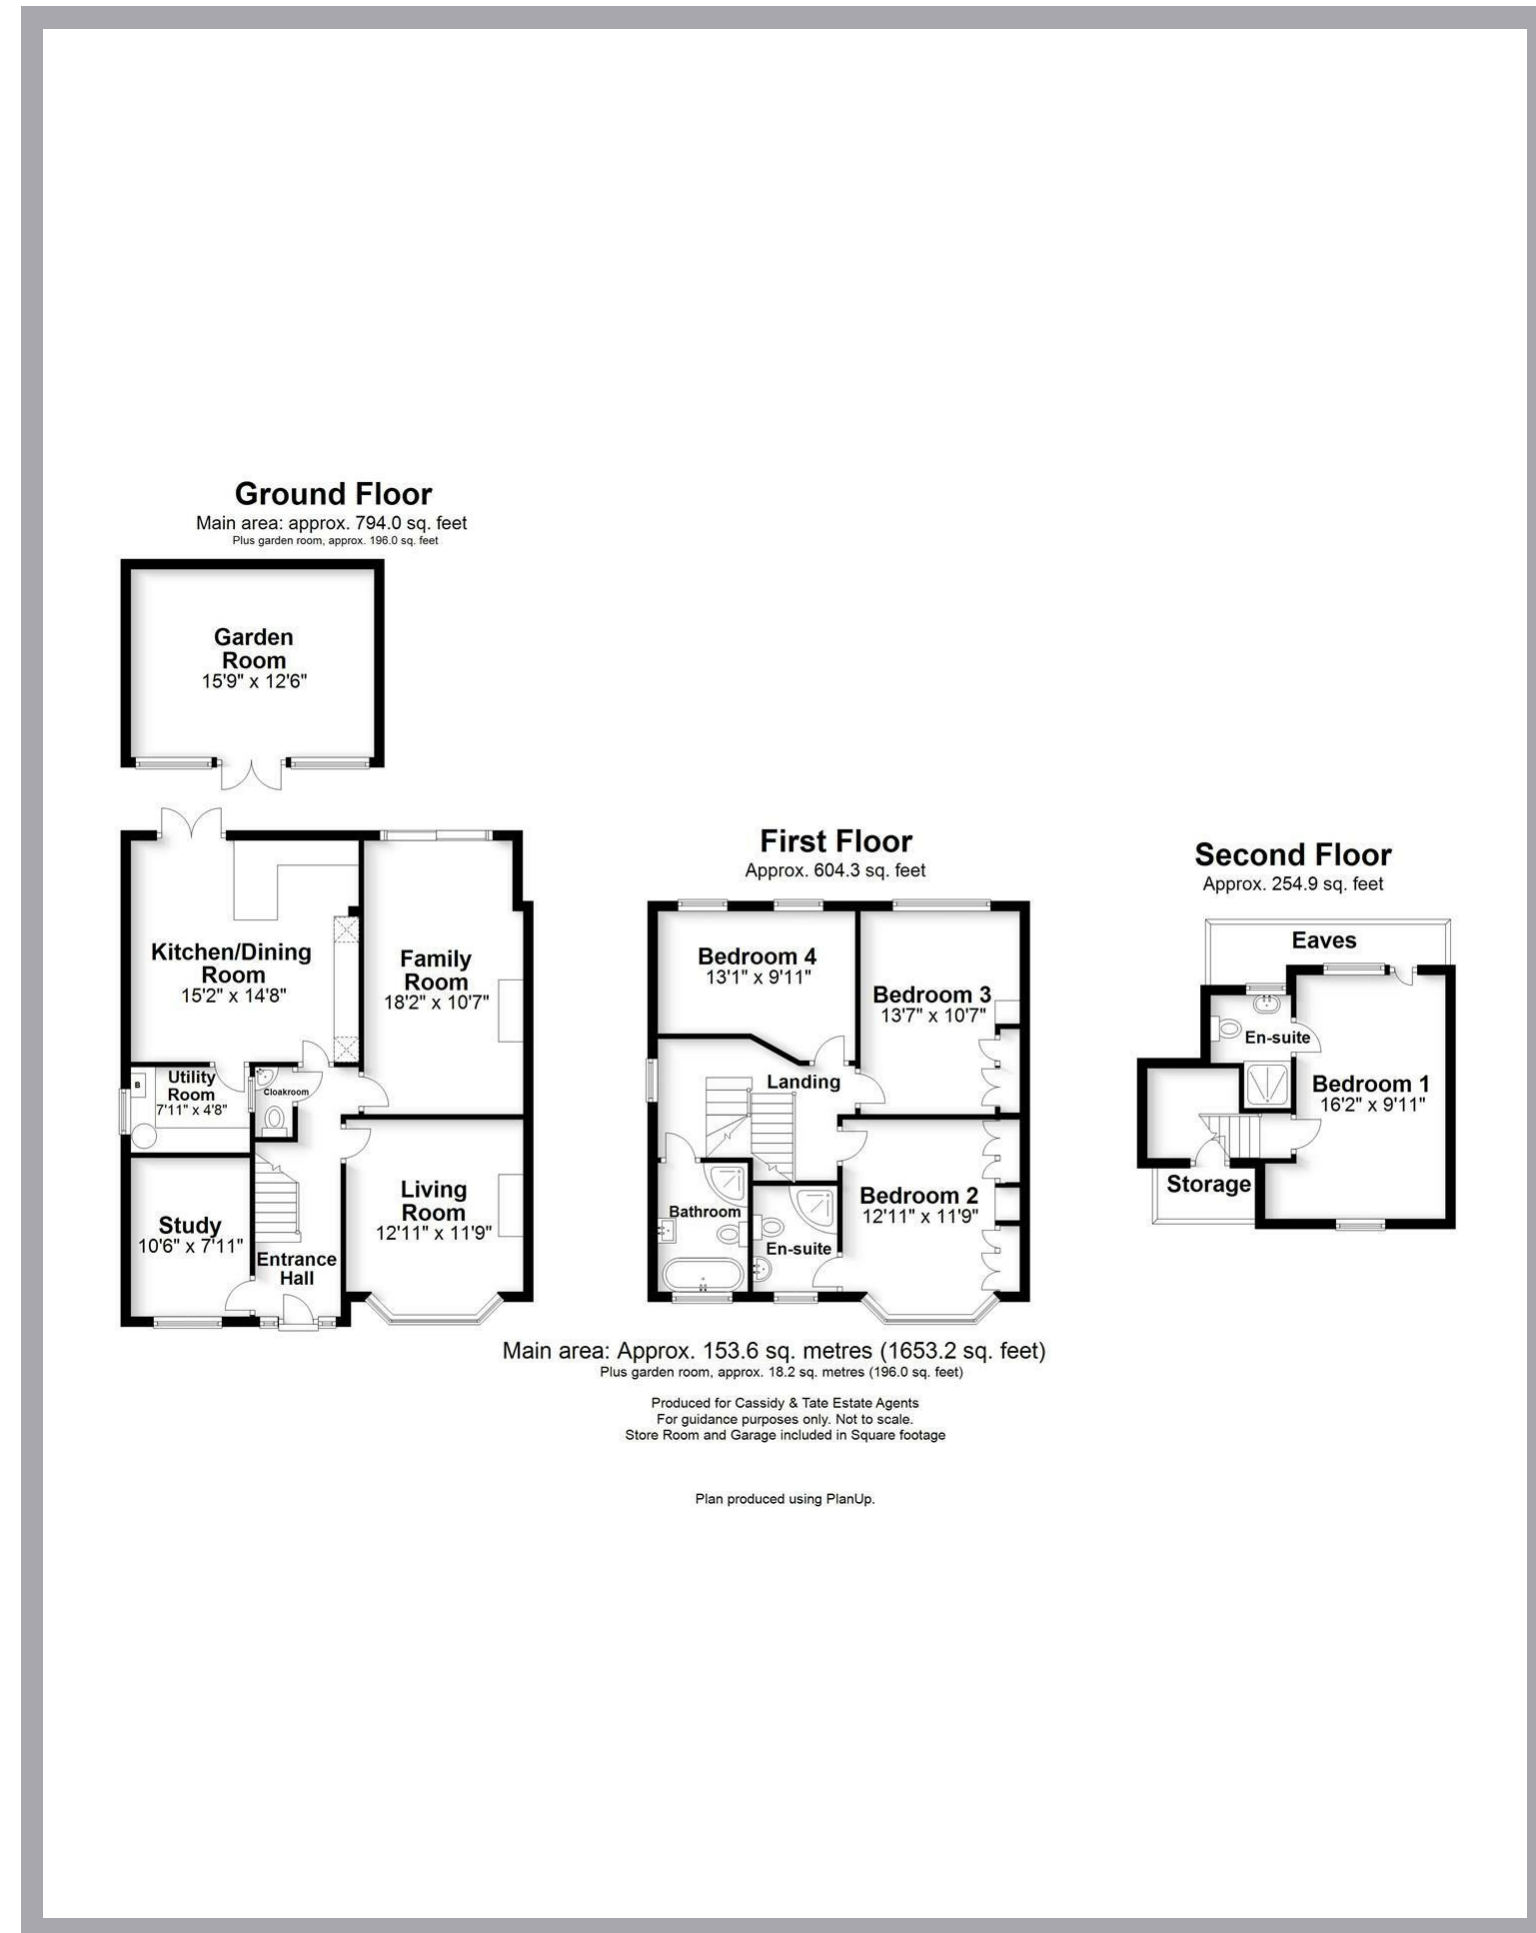 Ground Floor
Main area: approx. 794.0 sq. feet
Plus garden room, approx. 196.0 sq. feet
Garden
Room
15'9" x 12'6"
Kitchen/Dining
Room
15'2" x 14'8"
Family
Room
18'2" x 10'7"
B
Utility
Room
7'11" x 4'8"
Cloakroom
Living
Room
12'11" x 11'9"
Study
10'6" x 7'11"
Entrance
Hall
First Floor
Approx. 604.3 sq. feet
Bedroom 4
13'1" x 9'11"
Bedroom 3
13'7" x 10'7"
Landing
Bedroom 2
12'11" x 11'9"
Bathroom
En-suite
Second Floor
Approx. 254.9 sq. feet
Eaves
En-suite
Bedroom 1
16'2" x 9'11"
Storage
Main area: Approx. 153.6 sq. metres (1653.2 sq. feet)
Plus garden room, approx. 18.2 sq. metres (196.0 sq. feet)
Produced for Cassidy & Tate Estate Agents
For guidance purposes only. Not to scale.
Store Room and Garage included in Square footage
Plan produced using PlanUp.